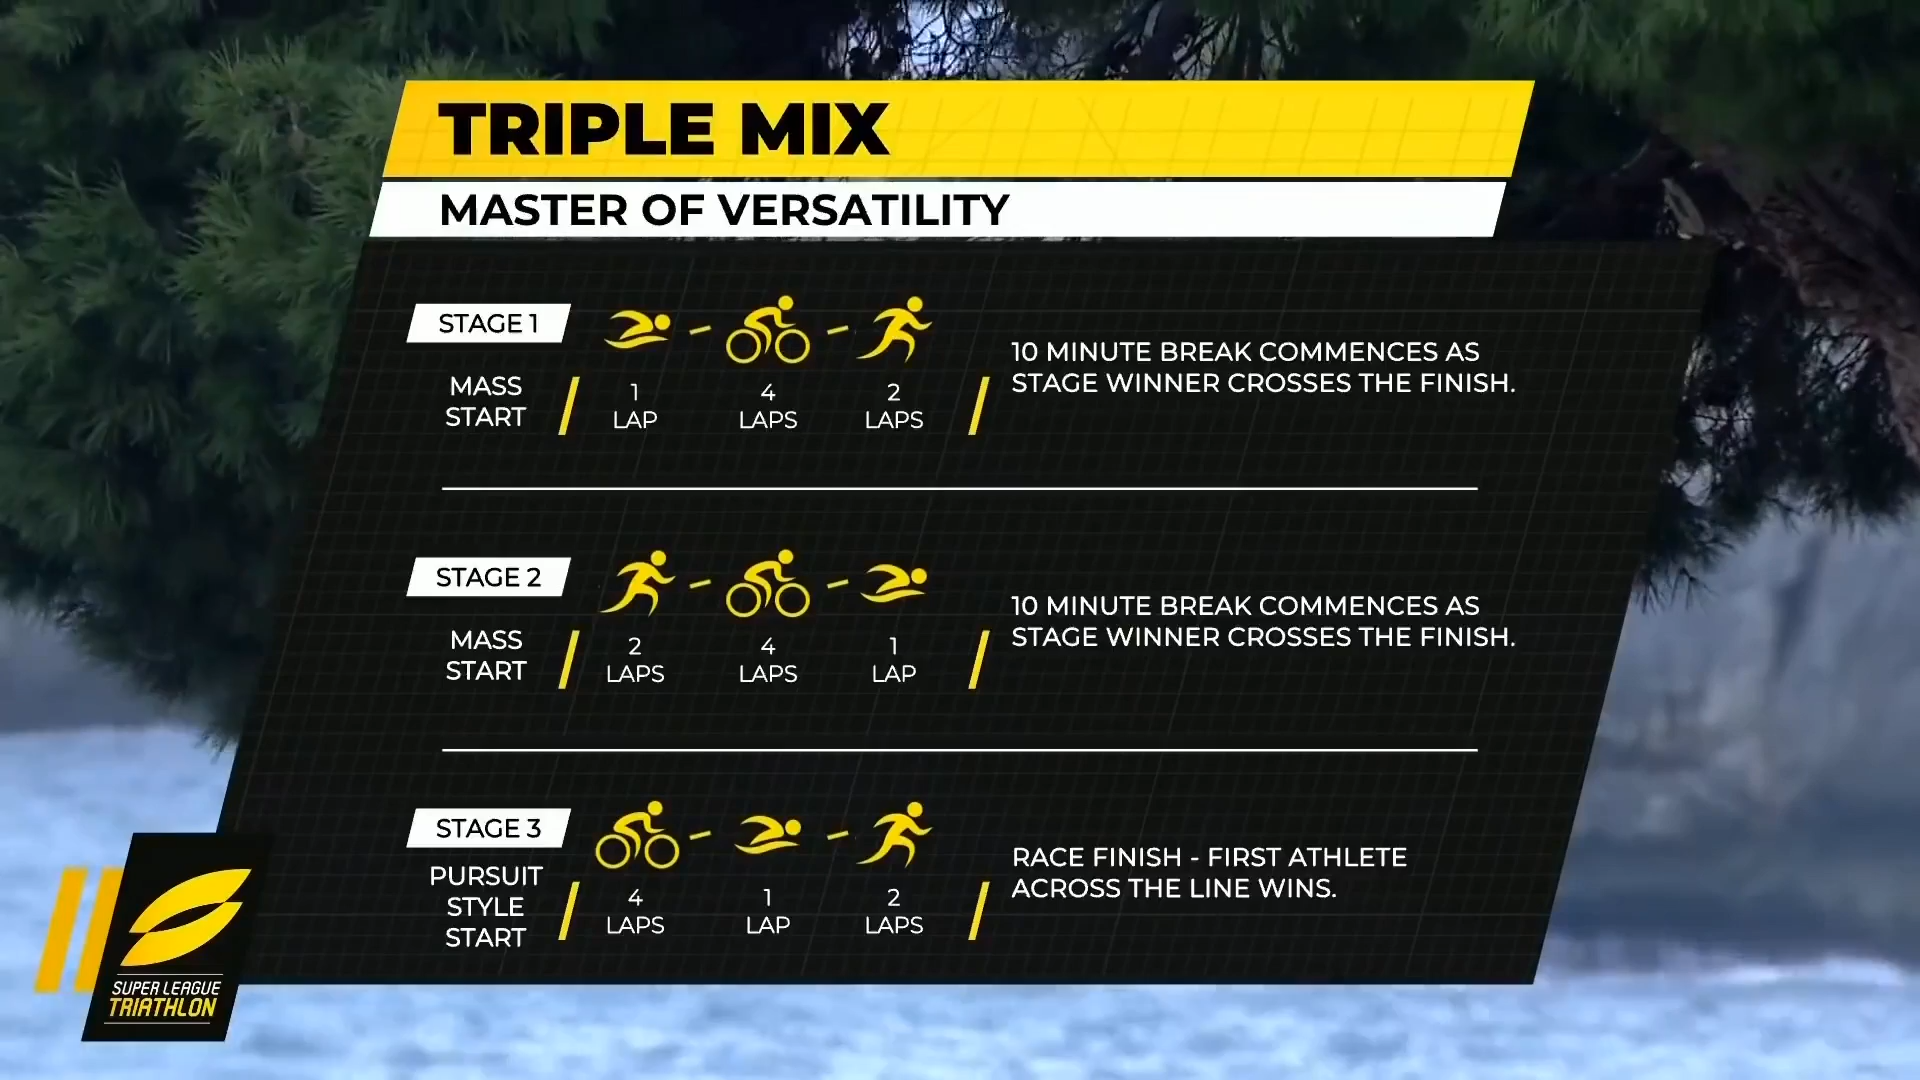 TRIPLE MIX
MASTER OF VERSATILITY
STAGE 1
MASS
START
1
LAP
4
LAPS
2
LAPS
10 MINUTE BREAK COMMENCES AS
STAGE WINNER CROSSES THE FINISH.
STAGE 2
MASS
START
2
LAPS
4
LAPS
1
LAP
10 MINUTE BREAK COMMENCES AS
STAGE WINNER CROSSES THE FINISH.
STAGE 3
PURSUIT
STYLE
START
4
LAPS
1
LAP
2
LAPS
RACE FINISH - FIRST ATHLETE
ACROSS THE LINE WINS.
SUPER LEAGUE
TRIATHLON